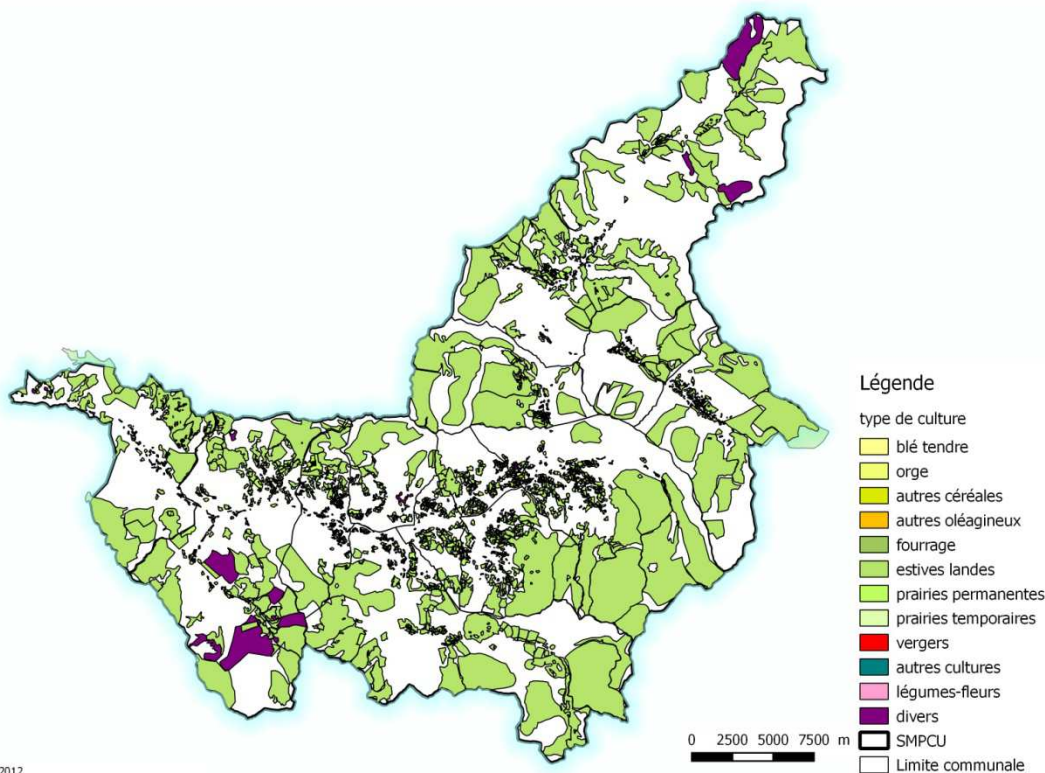 Légende
type de culture
blé tendre
orge
autres céréales
autres oléagineux
fourrage
estives landes
prairies permanentes
prairies temporaires
vergers
autres cultures
légumes-fleurs
divers
SMPCU
Limite communale
0 2500 5000 7500 m
2012